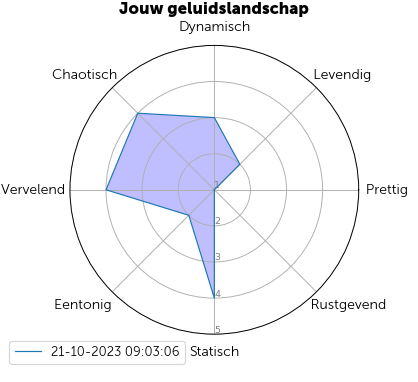 Jouw geluidslandschap
Dynamisch
Chaotisch
Levendig
Vervelend
Prettig
1
2
3
4
5
Eentonig
Rustgevend
21-10-2023 09:03:06
Statisch